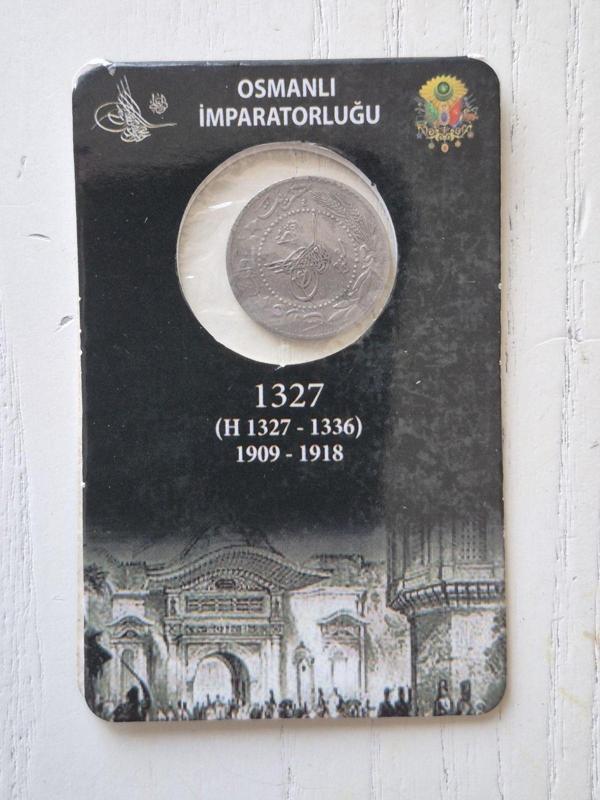 OSMANLI
İMPARATORLUĞU
1327
(H 1327 - 1336)
1909 - 1918